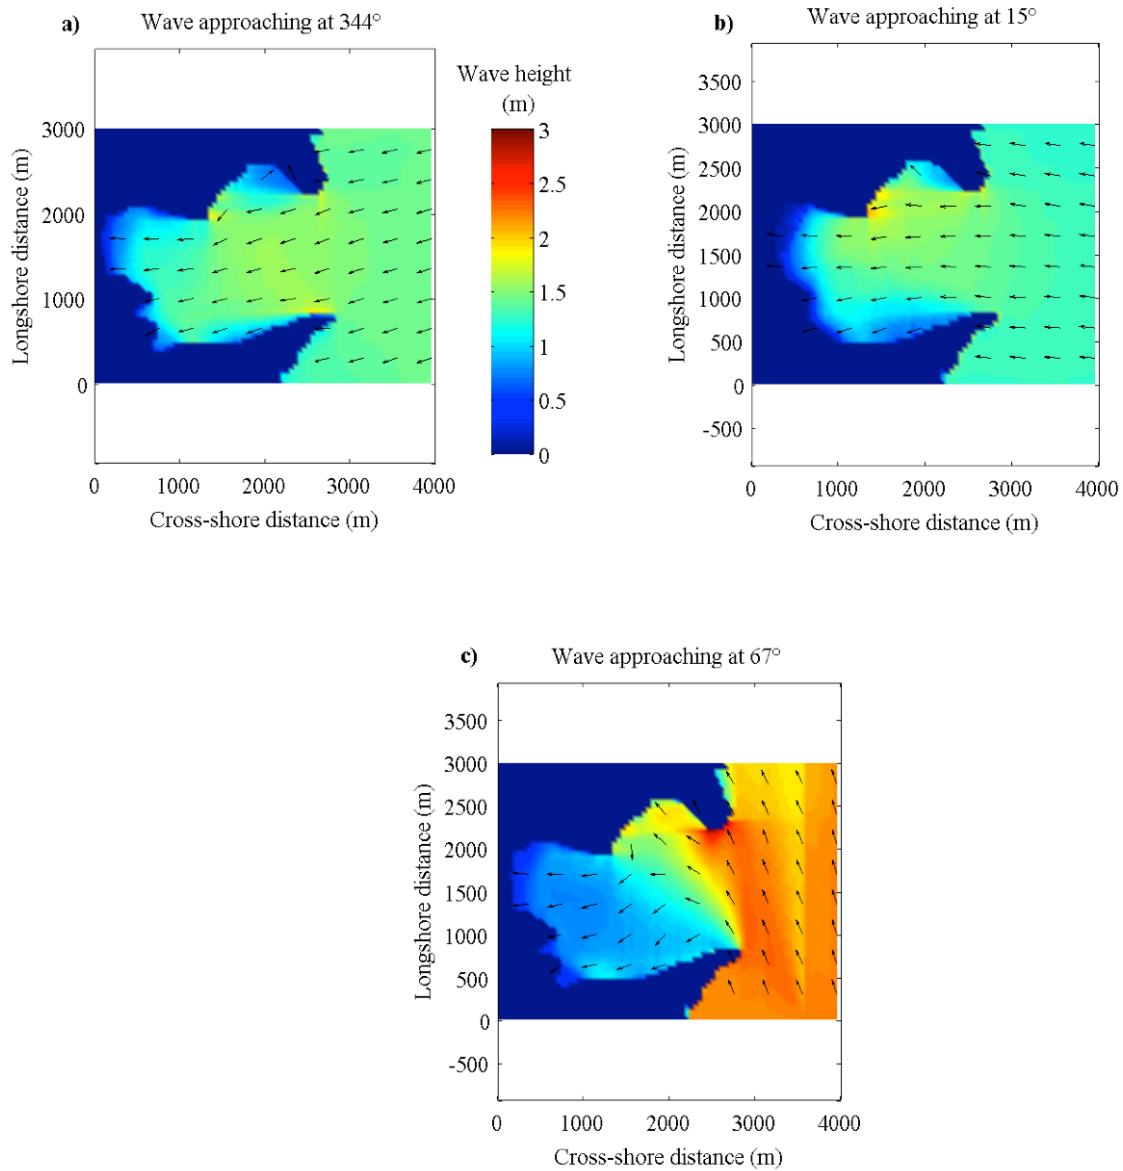 a) Wave approaching at 344°
Wave height
(m)
3
2.5
2
1.5
1
0.5
0
Longshore distance (m)
3000
2000
1000
0
0 1000 2000 3000 4000
Cross-shore distance (m)
b) Wave approaching at 15°
Longshore distance (m)
3500
3000
2500
2000
1500
1000
500
0
-500
0 1000 2000 3000 4000
Cross-shore distance (m)
c) Wave approaching at 67°
Longshore distance (m)
3500
3000
2500
2000
1500
1000
500
0
-500
0 1000 2000 3000 4000
Cross-shore distance (m)